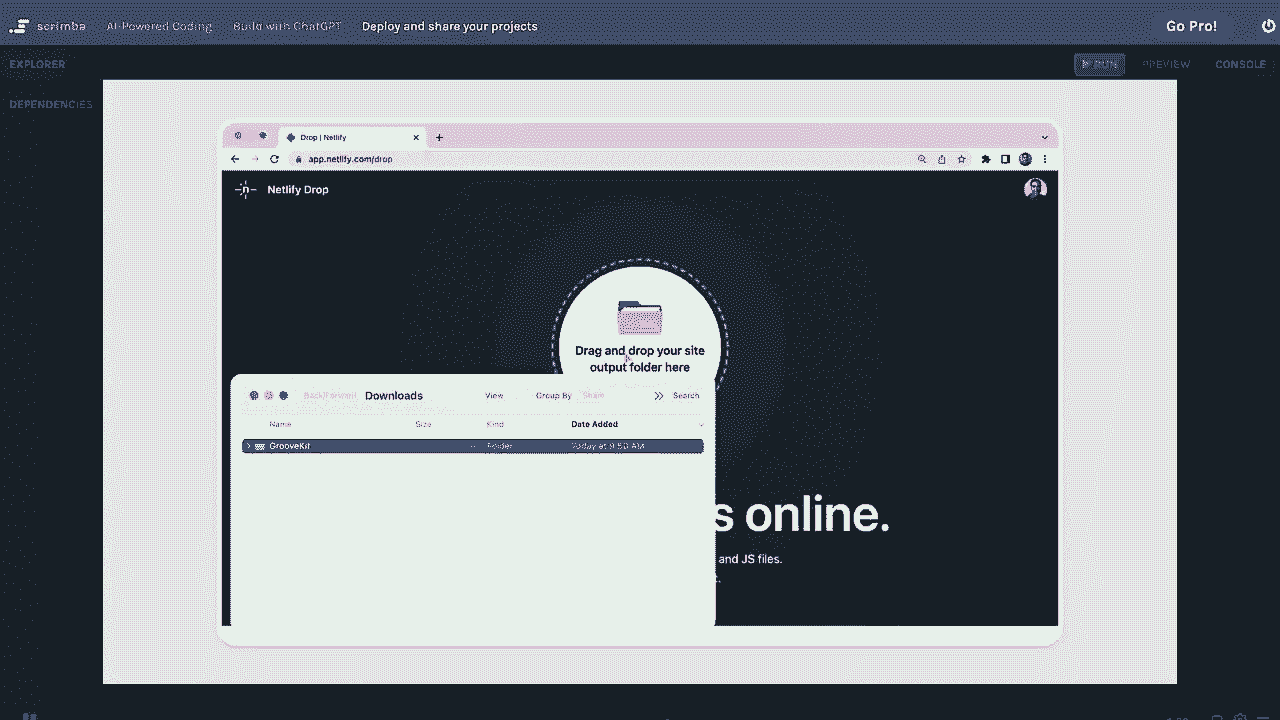 scrimba AI-Powered Coding Build with ChatGPT Deploy and share your projects Go Pro!
EXPLORER RUN PREVIEW CONSOLE
DEPENDENCIES
Drop | Netlify
app.netlify.com/drop
Netlify Drop
Drag and drop your site
output folder here
Back/Forward Downloads View Group By Share Search
Name Size Kind Date Added
GrooveKit -- Folder Today at 9:50 AM
s online.
and JS files.